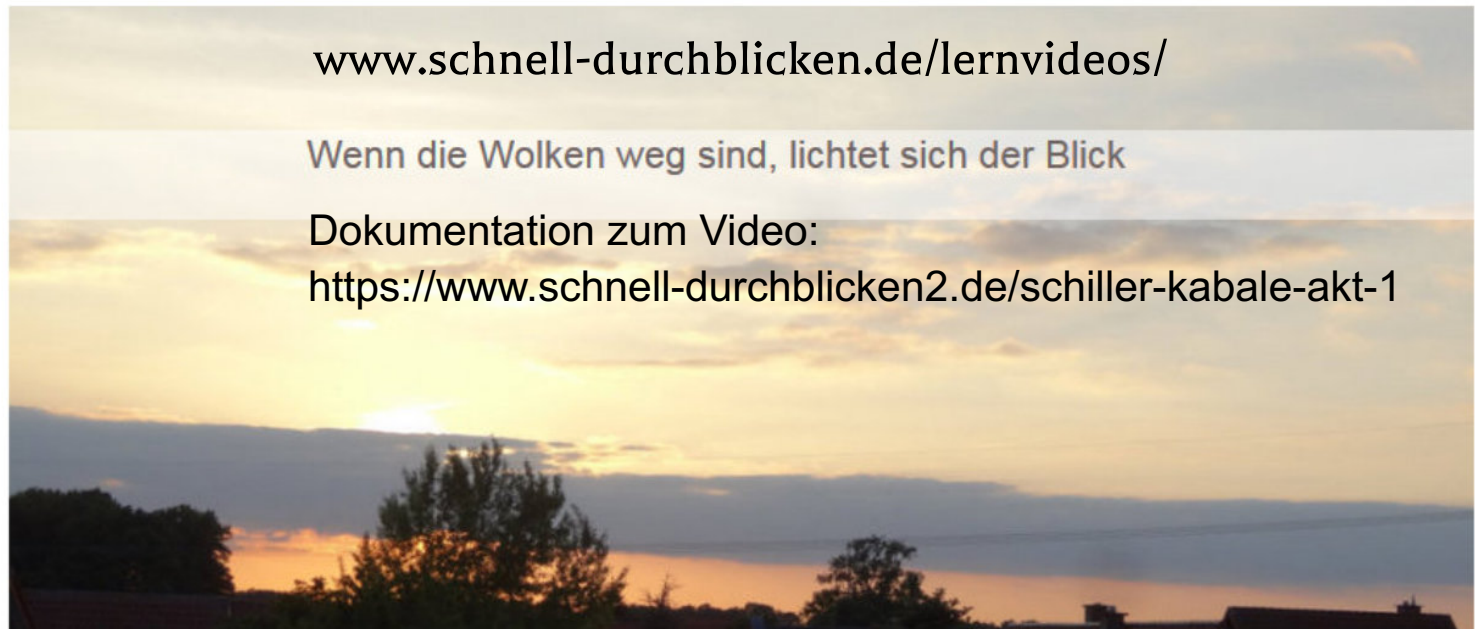 www.schnell-durchblicken.de/lernvideos/
Wenn die Wolken weg sind, lichtet sich der Blick
Dokumentation zum Video:
https://www.schnell-durchblicken2.de/schiller-kabale-akt-1